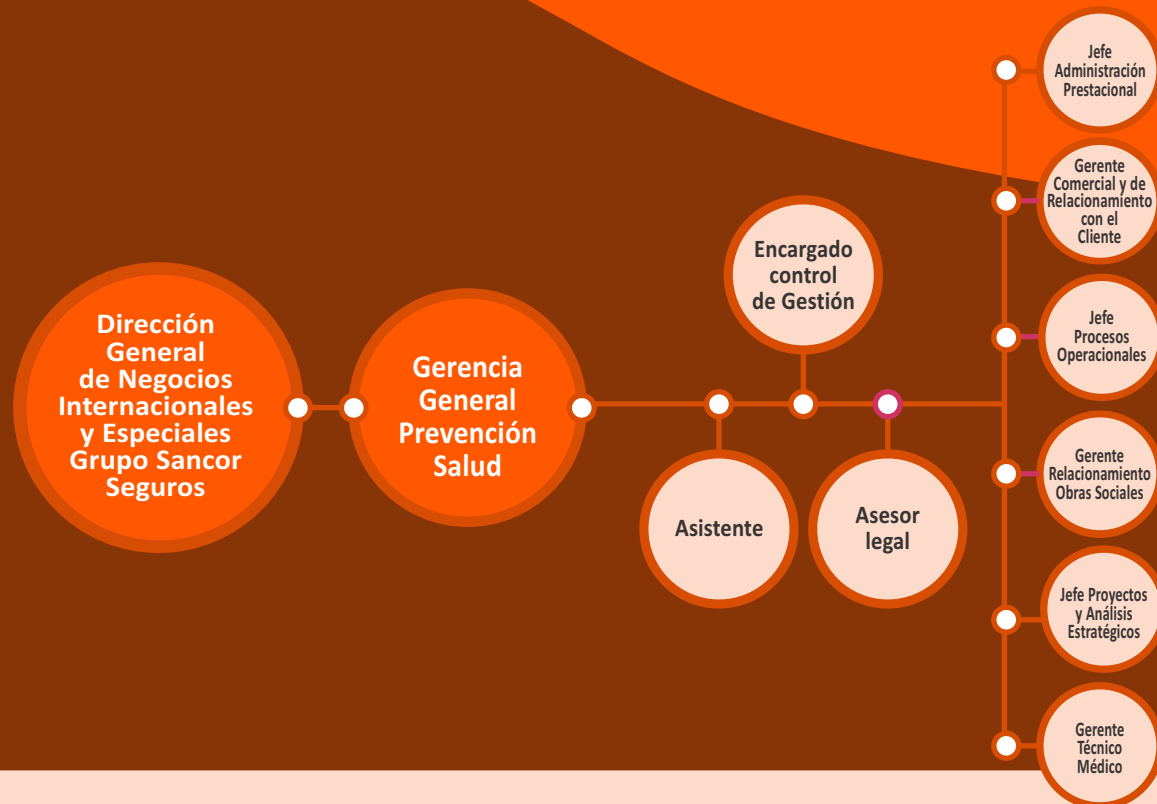 Dirección
General
de Negocios
Internacionales
y Especiales
Grupo Sancor
Seguros
Gerencia
General
Prevención
Salud
Encargado
control
de Gestión
Asistente
Asesor
legal
Jefe
Administración
Prestacional
Gerente
Comercial y de
Relacionamiento
con el
Cliente
Jefe
Procesos
Operacionales
Gerente
Relacionamiento
Obras Sociales
Jefe Proyectos
y Análisis
Estratégicos
Gerente
Técnico
Médico